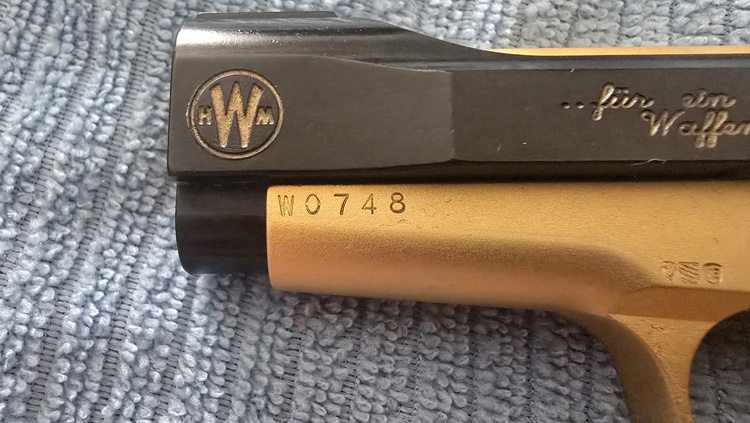 HWM
...für ein
Waffen
W0748